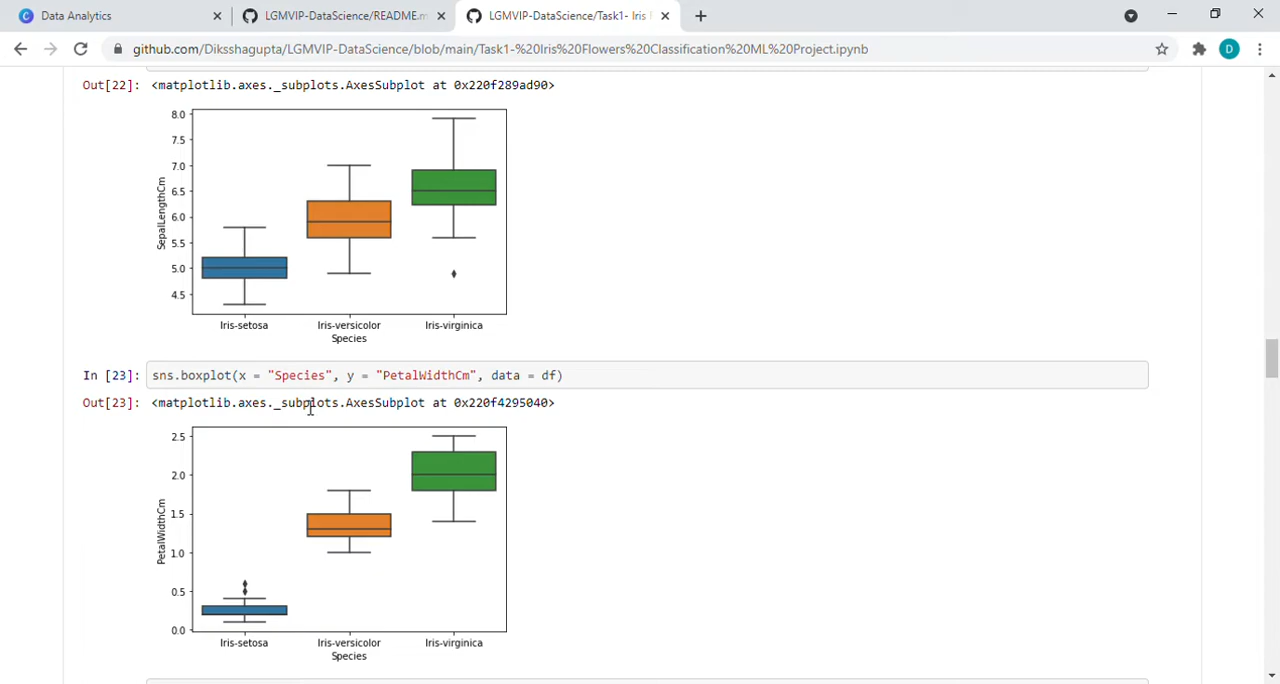 Data Analytics
LGMVIP-DataScience/README.m
LGMVIP-DataScience/Task1- Iris
github.com/Diksshagupta/LGMVIP-DataScience/blob/main/Task1-%20Iris%20Flowers%20Classification%20ML%20Project.ipynb
D
Out[22]: <matplotlib.axes._subplots.AxesSubplot at 0x220f289ad90>
8.0
7.5
7.0
6.5
6.0
5.5
5.0
4.5
SepalLengthCm
Iris-setosa Iris-versicolor Iris-virginica
Species
In [23]: sns.boxplot(x = "Species", y = "PetalWidthCm", data = df)
Out[23]: <matplotlib.axes._subplots.AxesSubplot at 0x220f4295040>
2.5
2.0
1.5
1.0
0.5
0.0
PetalWidthCm
Iris-setosa Iris-versicolor Iris-virginica
Species